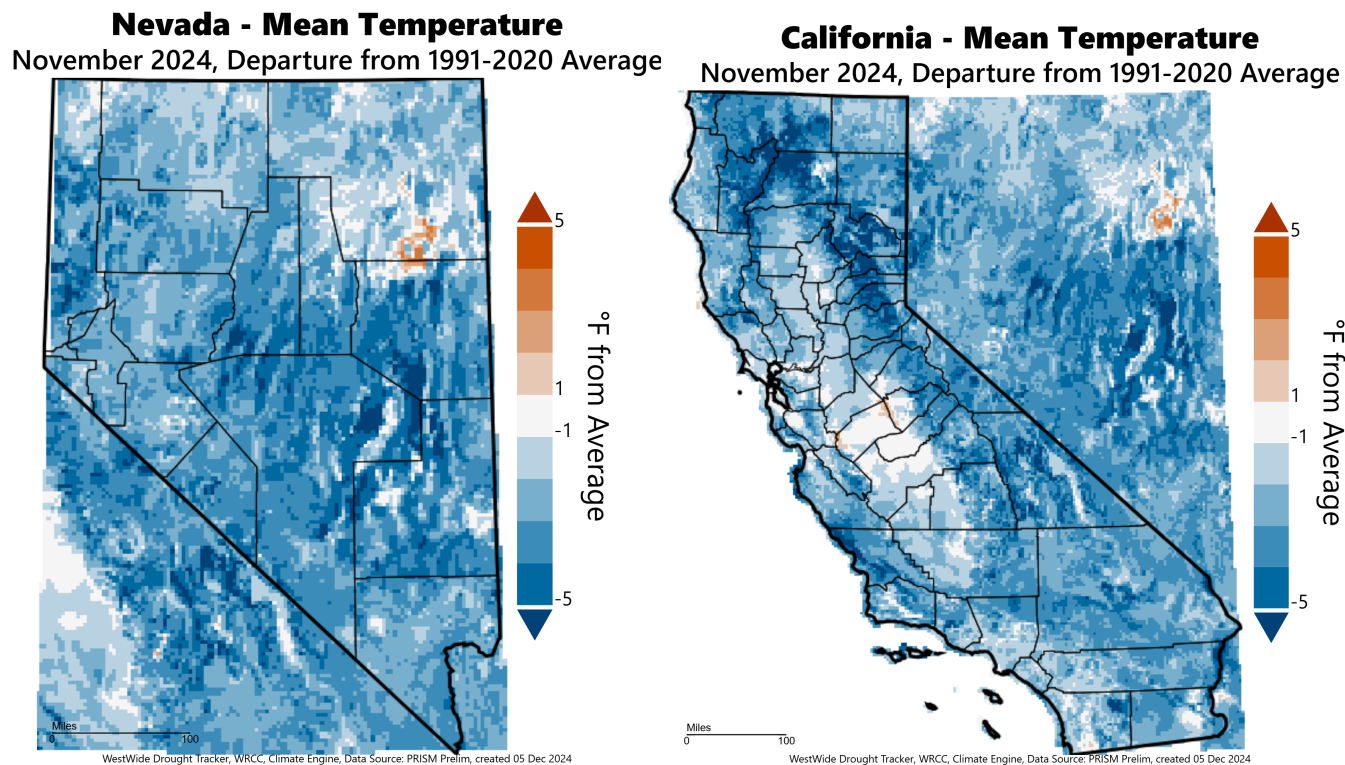 Nevada - Mean Temperature
November 2024, Departure from 1991-2020 Average
5
1
-1
-5
°F from Average
Miles
0 100
WestWide Drought Tracker, WRCC, Climate Engine, Data Source: PRISM Prelim, created 05 Dec 2024
California - Mean Temperature
November 2024, Departure from 1991-2020 Average
5
1
-1
-5
°F from Average
Miles
0 100
WestWide Drought Tracker, WRCC, Climate Engine, Data Source: PRISM Prelim, created 05 Dec 2024